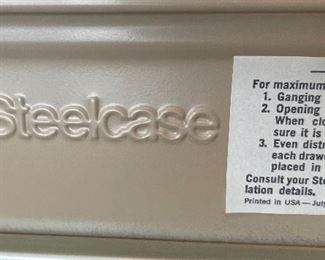 Steelcase
For maximum
1. Ganging
2. Opening
When clo
sure it is
3. Even distr
each drawe
placed in
Consult your Ste
lation details.
Printed in USA—July